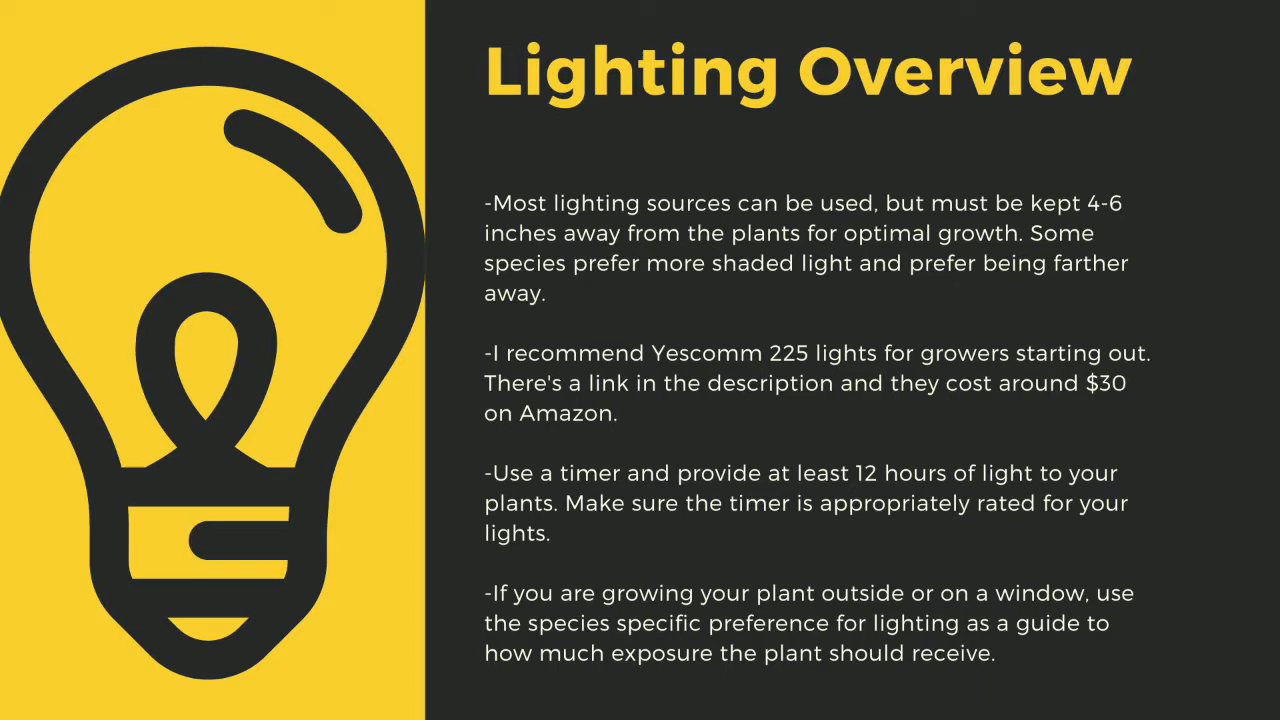 Lighting Overview
-Most lighting sources can be used, but must be kept 4-6
inches away from the plants for optimal growth. Some
species prefer more shaded light and prefer being farther
away.
-I recommend Yescomm 225 lights for growers starting out.
There's a link in the description and they cost around $30
on Amazon.
-Use a timer and provide at least 12 hours of light to your
plants. Make sure the timer is appropriately rated for your
lights.
-If you are growing your plant outside or on a window, use
the species specific preference for lighting as a guide to
how much exposure the plant should receive.